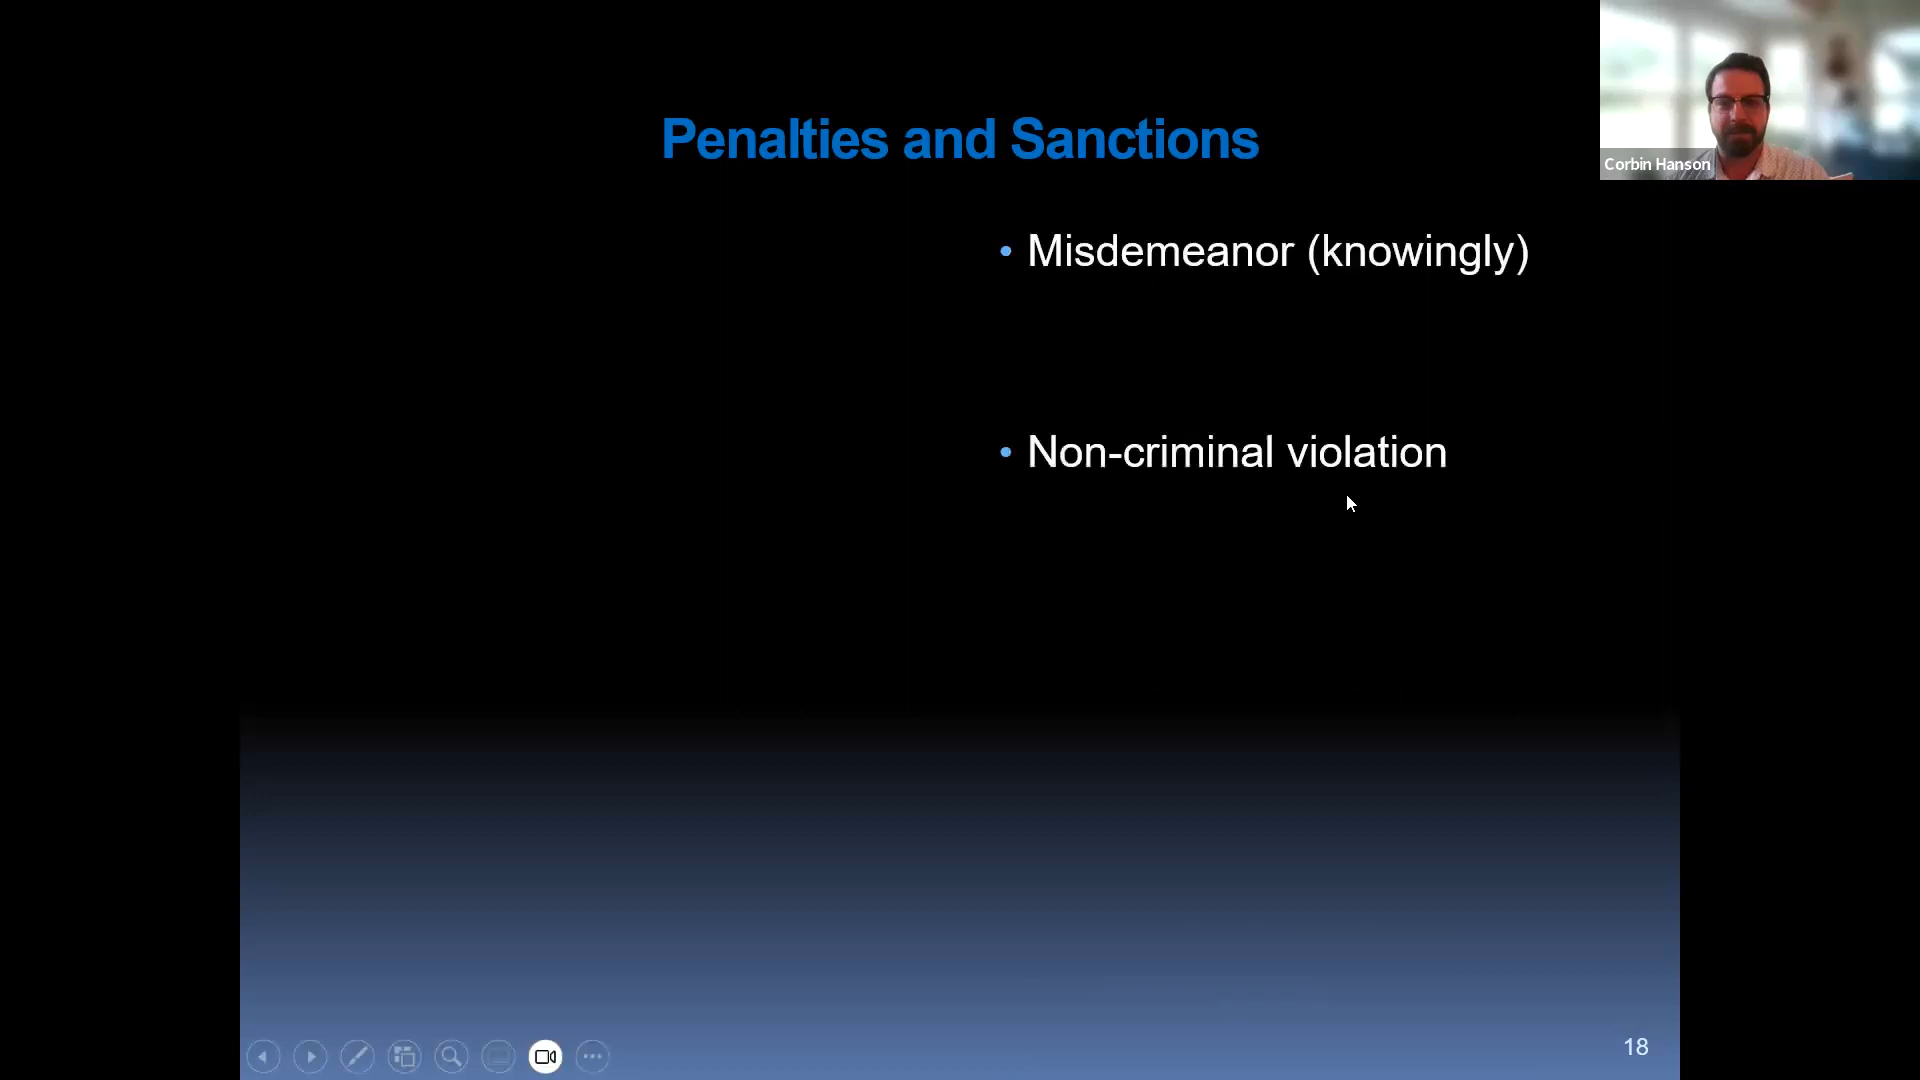 Penalties and Sanctions
Corbin Hanson
• Misdemeanor (knowingly)
• Non-criminal violation
18